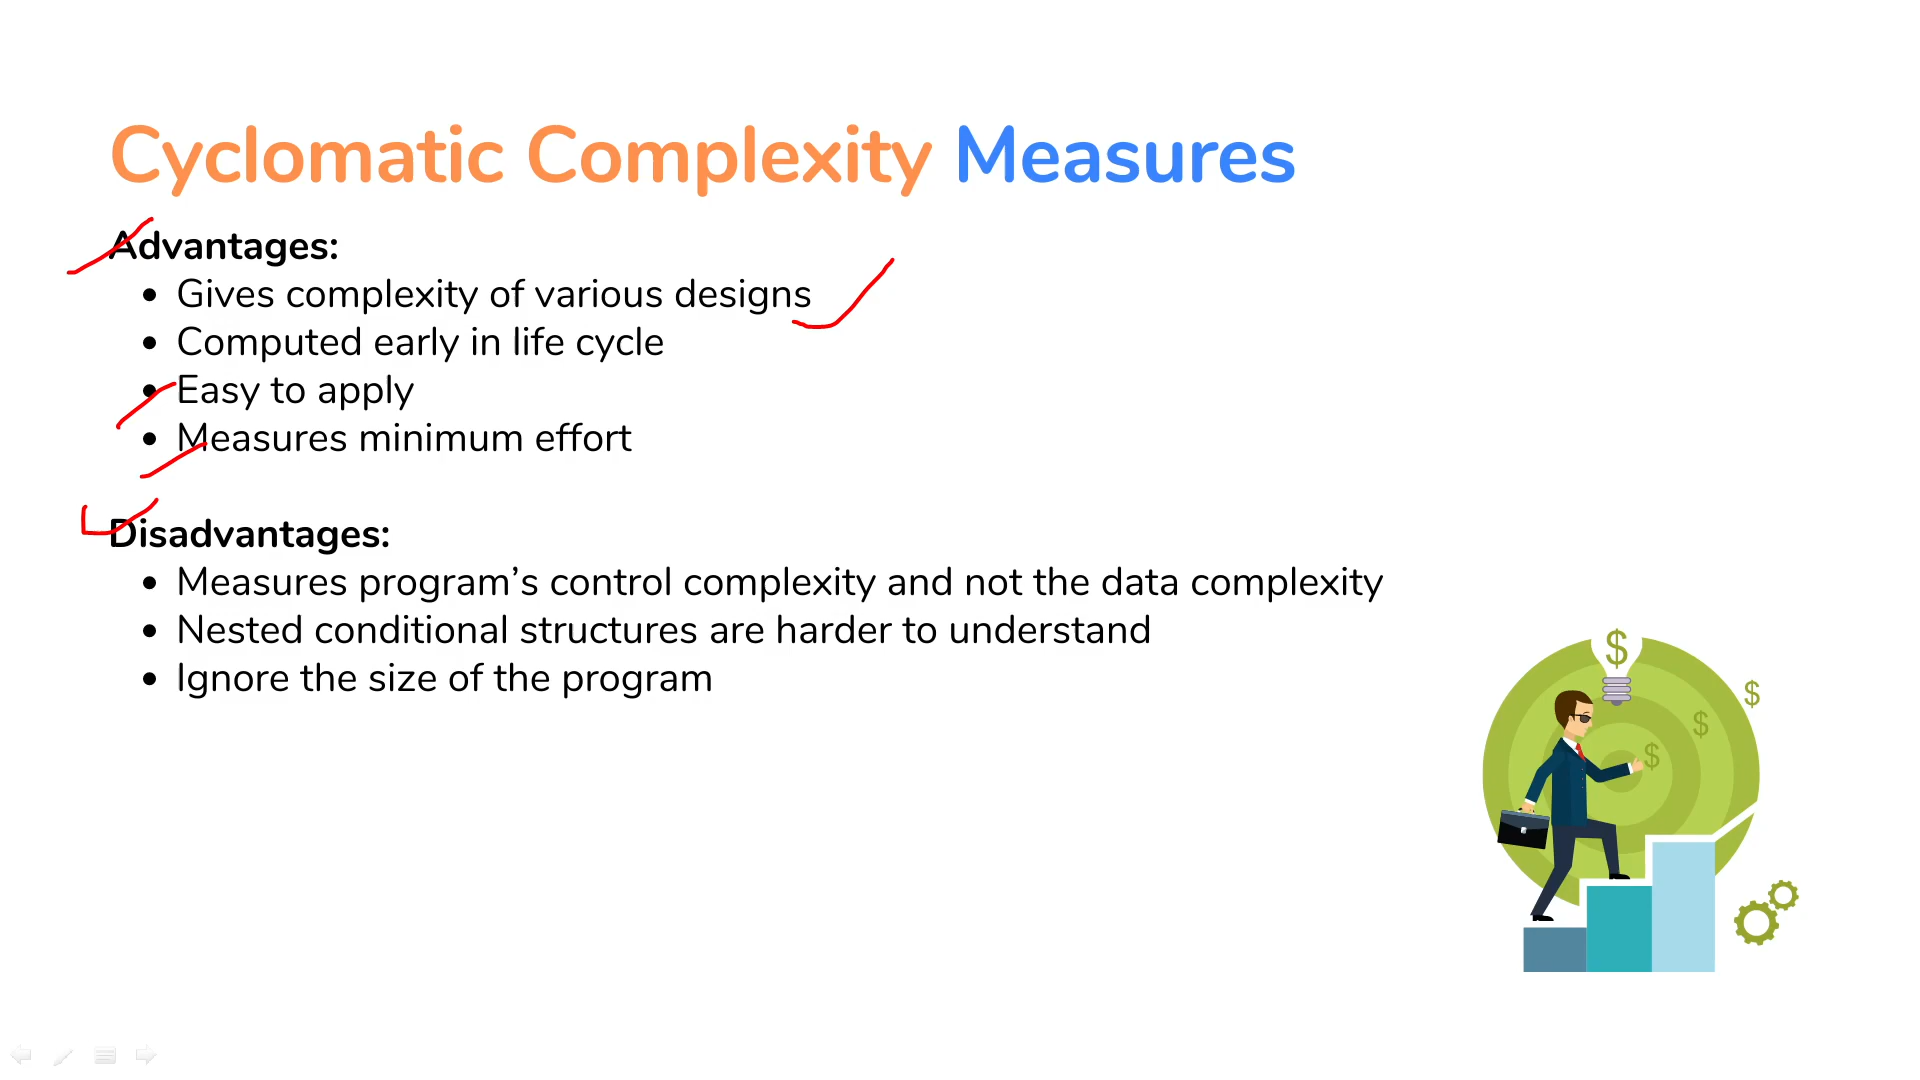 Cyclomatic Complexity Measures
Advantages:
• Gives complexity of various designs
• Computed early in life cycle
• Easy to apply
• Measures minimum effort
Disadvantages:
• Measures program’s control complexity and not the data complexity
• Nested conditional structures are harder to understand
• Ignore the size of the program
$
$
$
$